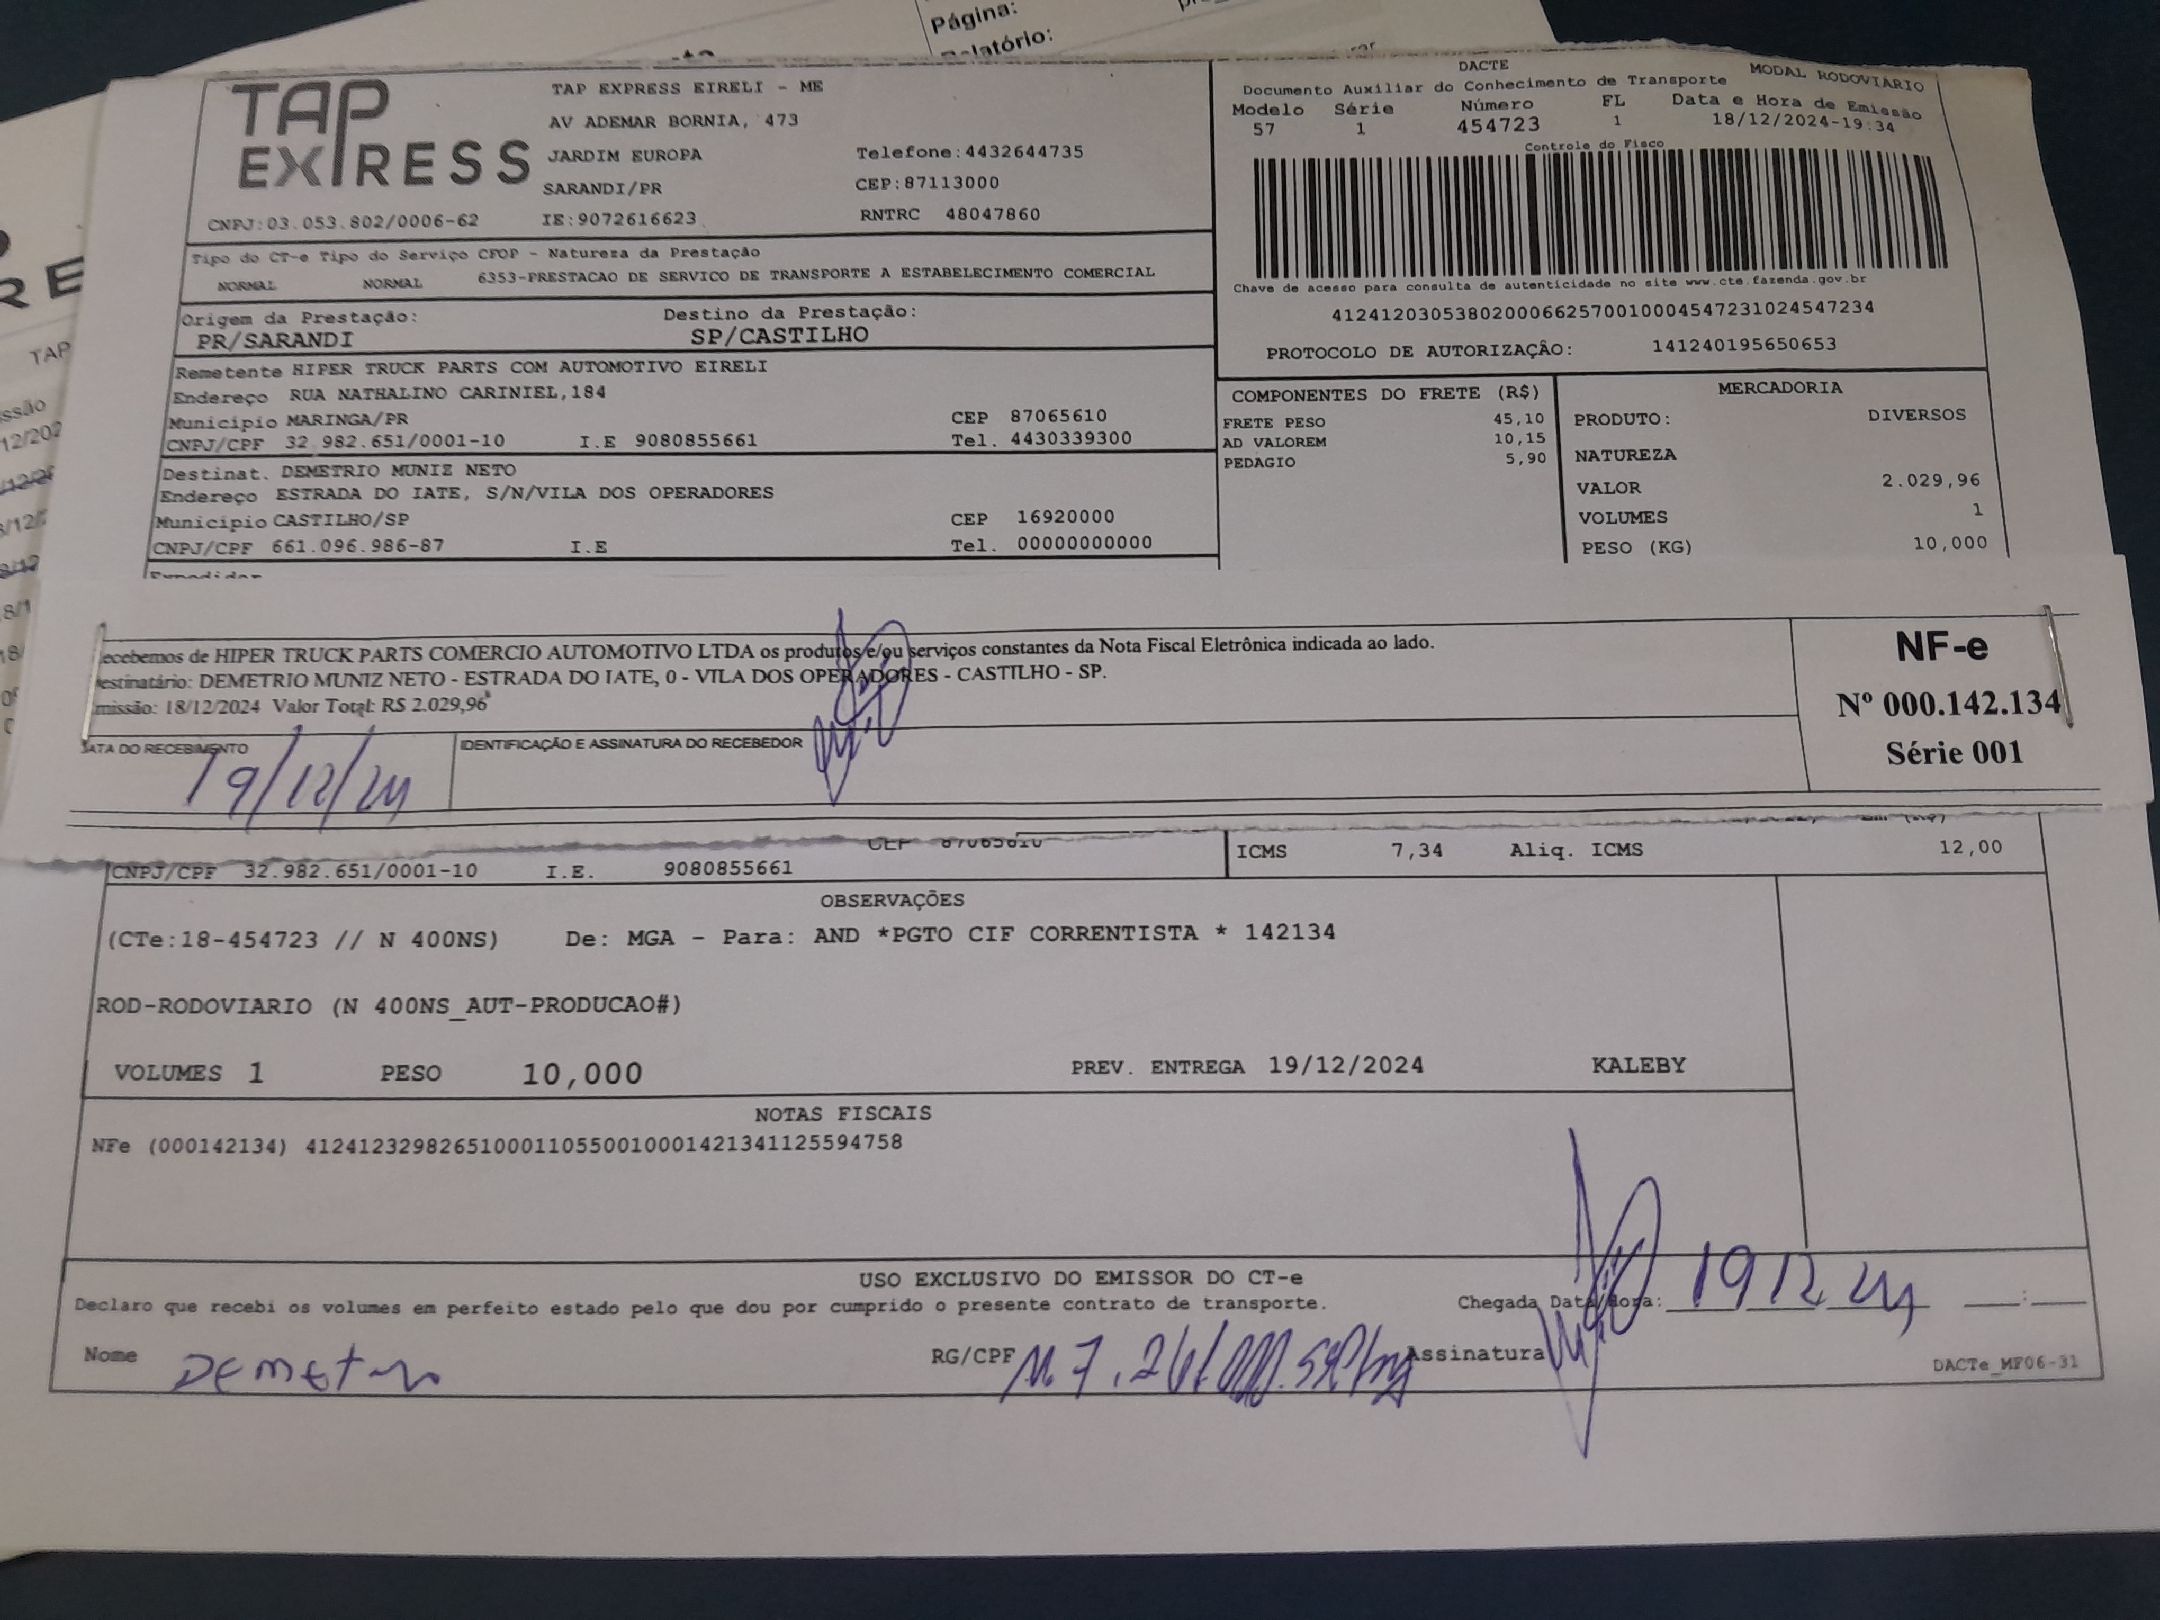 Página:
Relatório:
TAP EXPRESS
TAP EXPRESS EIRELI - ME
AV ADEMAR BORNIA, 473
JARDIM EUROPA Telefone:4432644735
SARANDI/PR CEP:87113000
CNPJ:03.053.802/0006-62 IE:9072616623 RNTRC 48047860
DACTE MODAL RODOVIARIO
Documento Auxiliar do Conhecimento de Transporte
Modelo Série Número FL Data e Hora de Emissão
57 1 454723 1 18/12/2024-19:34
Controle do Fisco
Chave de acesso para consulta de autenticidade no site www.cte.fazenda.gov.br
41241203053802000662570010004547231024547234
PROTOCOLO DE AUTORIZAÇÃO: 141240195650653
Tipo do CT-e Tipo do Serviço CFOP - Natureza da Prestação
NORMAL NORMAL 6353-PRESTACAO DE SERVICO DE TRANSPORTE A ESTABELECIMENTO COMERCIAL
Origem da Prestação: Destino da Prestação:
PR/SARANDI SP/CASTILHO
Remetente HIPER TRUCK PARTS COM AUTOMOTIVO EIRELI
Endereço RUA NATHALINO CARINIEL,184
Município MARINGA/PR CEP 87065610
CNPJ/CPF 32.982.651/0001-10 I.E 9080855661 Tel. 4430339300
Destinat. DEMETRIO MUNIZ NETO
Endereço ESTRADA DO IATE, S/N/VILA DOS OPERADORES
Município CASTILHO/SP CEP 16920000
CNPJ/CPF 661.096.986-87 I.E Tel. 00000000000
COMPONENTES DO FRETE (R$)
FRETE PESO 45,10
AD VALOREM 10,15
PEDAGIO 5,90
MERCADORIA
PRODUTO: DIVERSOS
NATUREZA
VALOR 2.029,96
VOLUMES 1
PESO (KG) 10,000
ecebemos de HIPER TRUCK PARTS COMERCIO AUTOMOTIVO LTDA os produtos e/ou serviços constantes da Nota Fiscal Eletrônica indicada ao lado.
estinatário: DEMETRIO MUNIZ NETO - ESTRADA DO IATE, 0 - VILA DOS OPERADORES - CASTILHO - SP.
missão: 18/12/2024 Valor Total: R$ 2.029,96
DATA DO RECEBIMENTO IDENTIFICAÇÃO E ASSINATURA DO RECEBEDOR
19/12/24
NF-e
Nº 000.142.134
Série 001
CEP 87065610
CNPJ/CPF 32.982.651/0001-10 I.E. 9080855661
ICMS 7,34 Aliq. ICMS 12,00
OBSERVAÇÕES
(CTe:18-454723 // N 400NS) De: MGA - Para: AND *PGTO CIF CORRENTISTA * 142134
ROD-RODOVIARIO (N 400NS_AUT-PRODUCAO#)
VOLUMES 1 PESO 10,000 PREV. ENTREGA 19/12/2024 KALEBY
NOTAS FISCAIS
NFe (000142134) 41241232982651000110550010001421341125594758
USO EXCLUSIVO DO EMISSOR DO CT-e
Declaro que recebi os volumes em perfeito estado pelo que dou por cumprido o presente contrato de transporte. Chegada Data/Hora: 19 12 24 :
Nome Demetrio RG/CPF Assinatura
DACTe_MF06-31